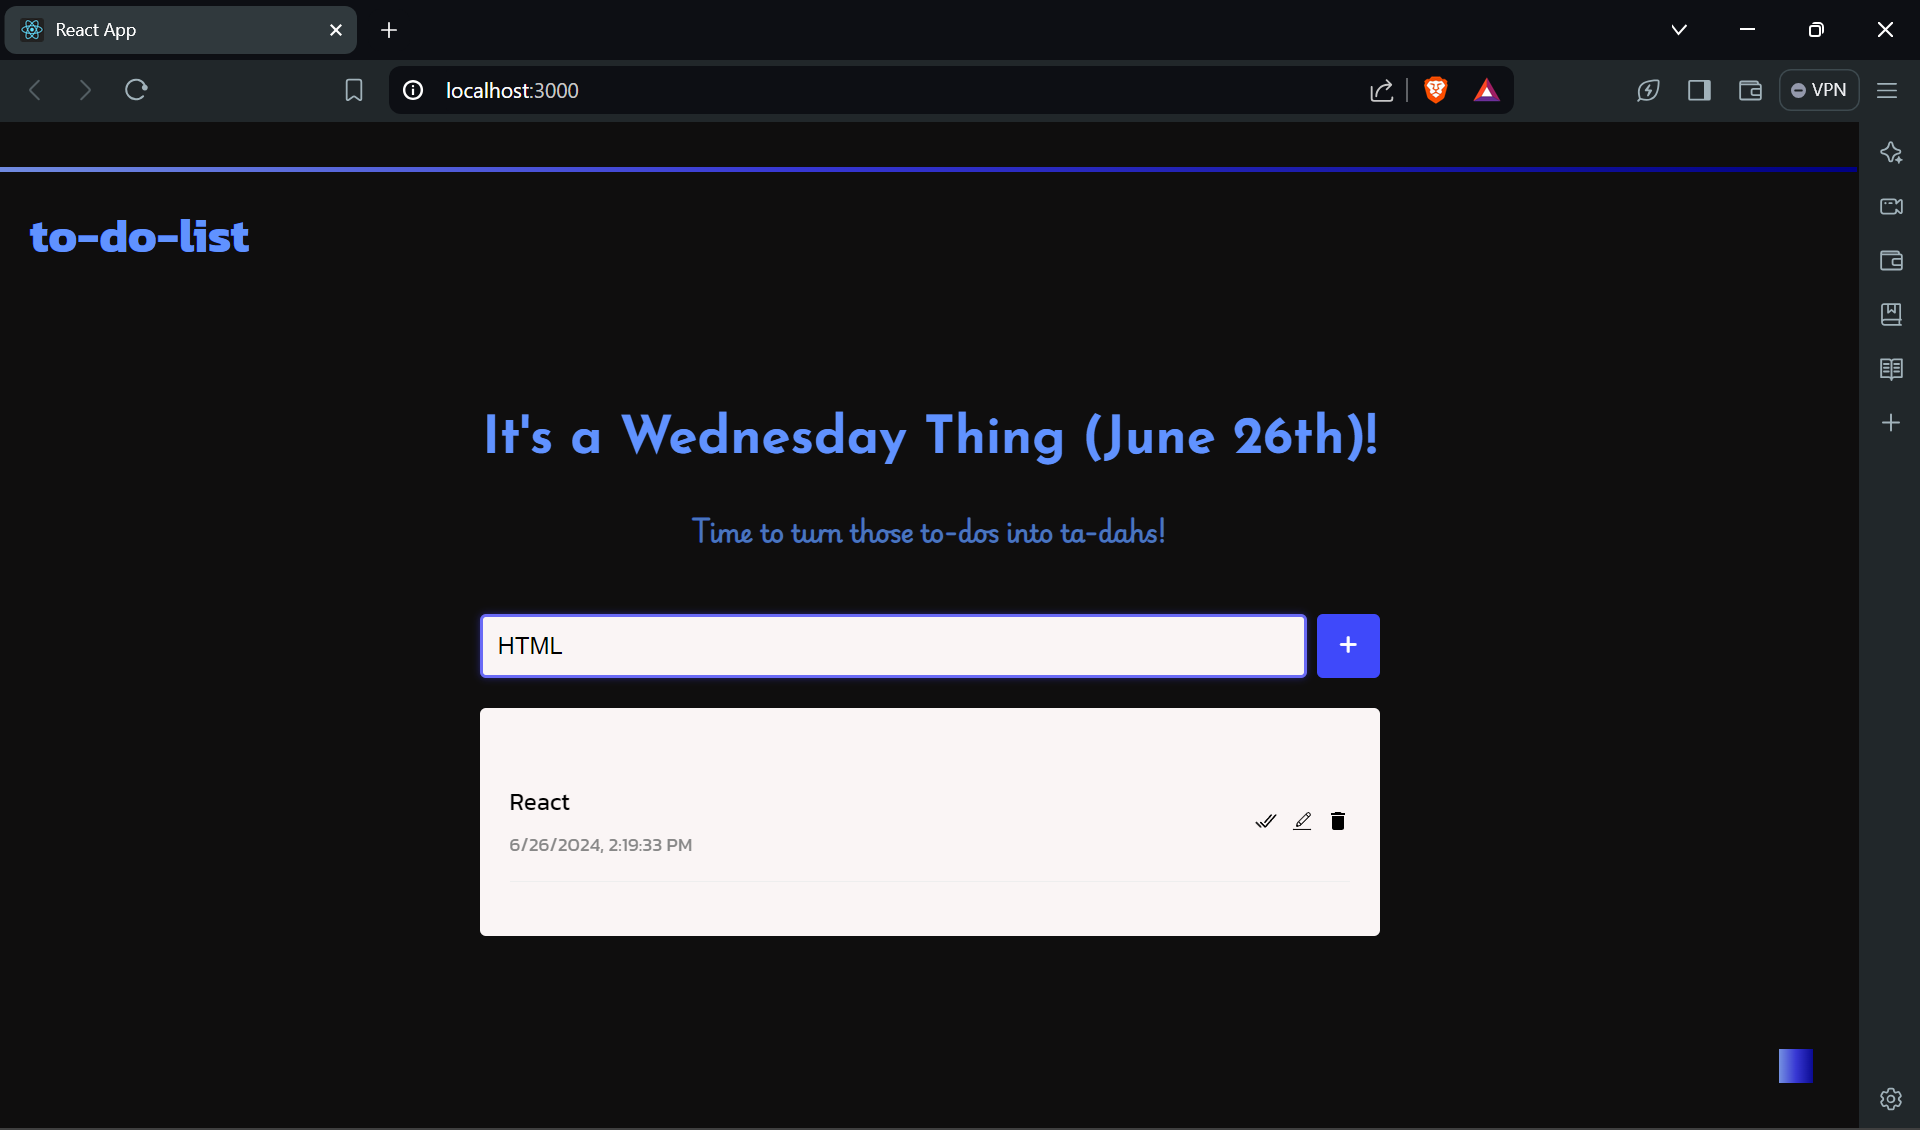 React App
localhost:3000
VPN
to-do-list
It's a Wednesday Thing (June 26th)!
Time to turn those to-dos into ta-dahs!
HTML
+
React
6/26/2024, 2:19:33 PM